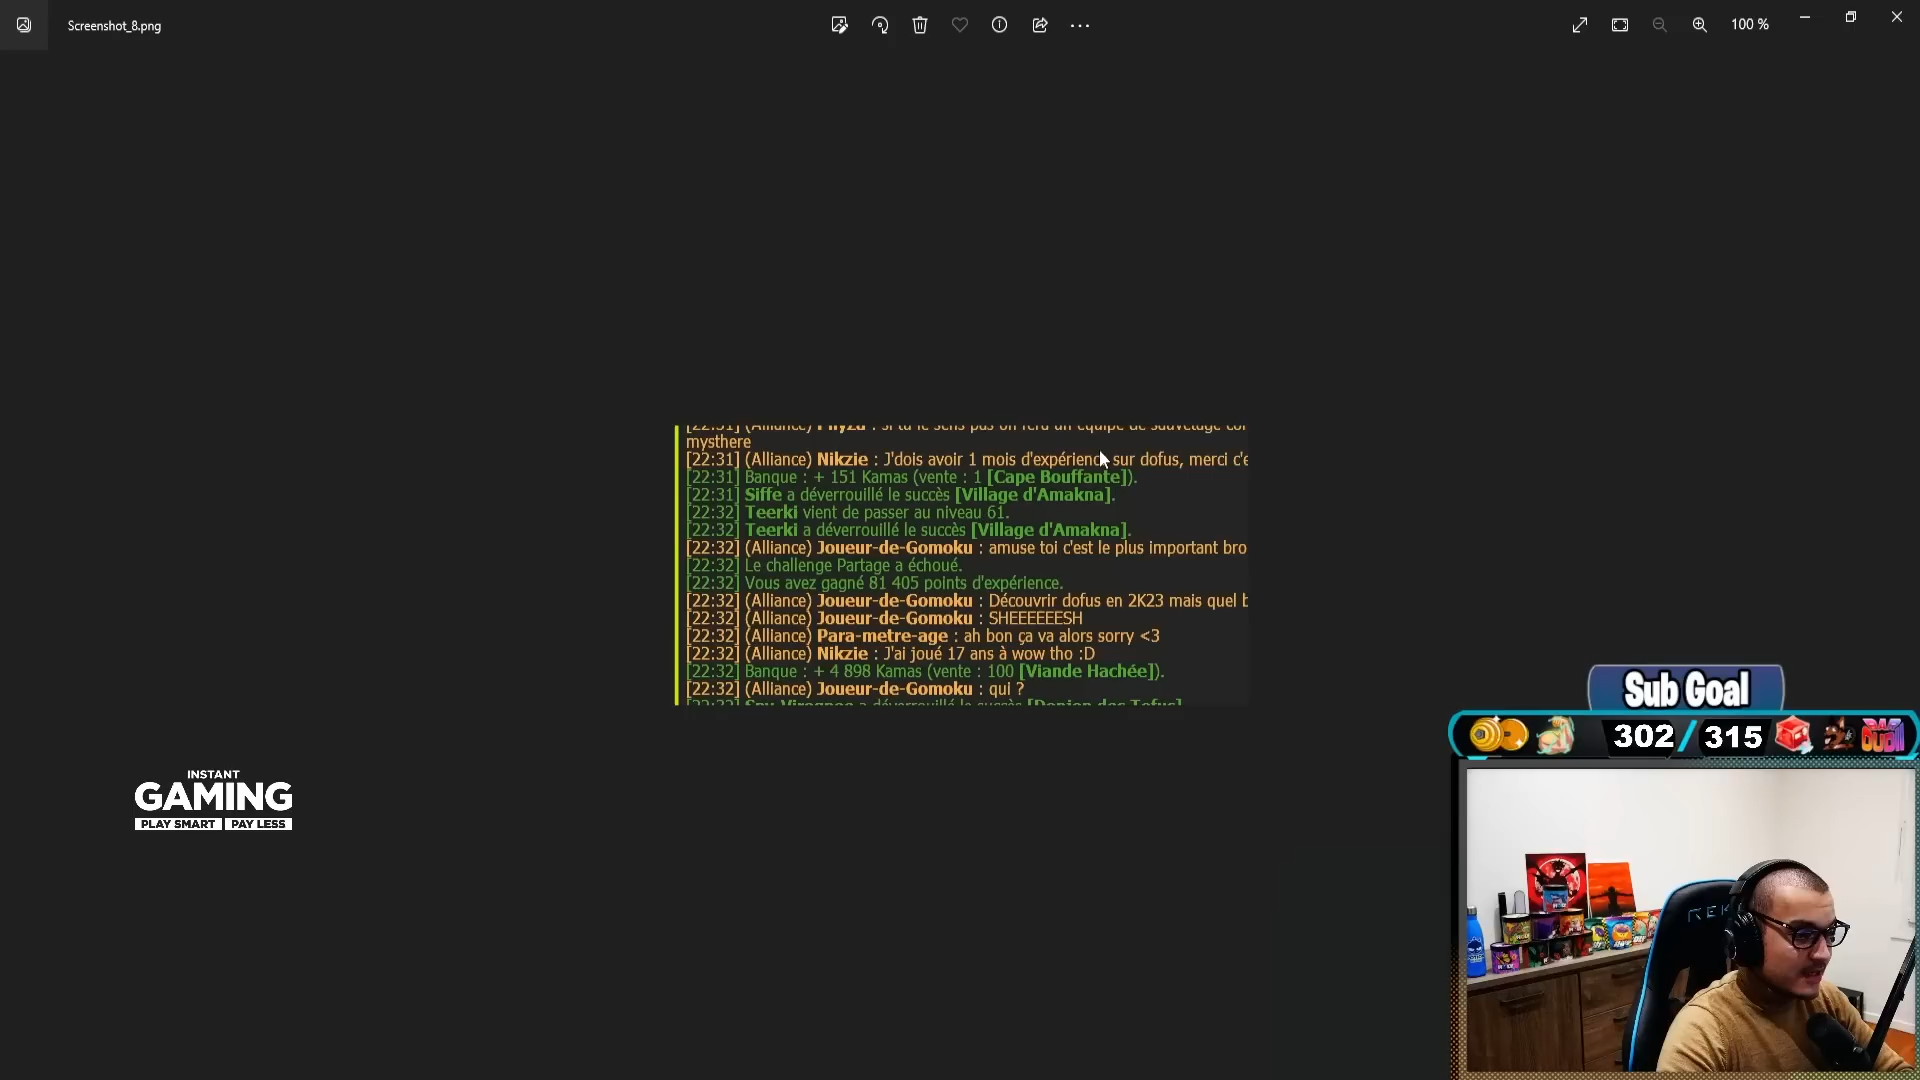 Screenshot_8.png
100 %
mysthere
[22:31] (Alliance) Nikzie : J'dois avoir 1 mois d'expérience sur dofus, merci c'e
[22:31] Banque : + 151 Kamas (vente : 1 [Cape Bouffante]).
[22:31] Siffe a déverrouillé le succès [Village d'Amakna].
[22:32] Teerki vient de passer au niveau 61.
[22:32] Teerki a déverrouillé le succès [Village d'Amakna].
[22:32] (Alliance) Joueur-de-Gomoku : amuse toi c'est le plus important bro
[22:32] Le challenge Partage a échoué.
[22:32] Vous avez gagné 81 405 points d'expérience.
[22:32] (Alliance) Joueur-de-Gomoku : Découvrir dofus en 2K23 mais quel b
[22:32] (Alliance) Joueur-de-Gomoku : SHEEEEEESH
[22:32] (Alliance) Para-metre-age : ah bon ça va alors sorry <3
[22:32] (Alliance) Nikzie : J'ai joué 17 ans à wow tho :D
[22:32] Banque : + 4 898 Kamas (vente : 100 [Viande Hachée]).
[22:32] (Alliance) Joueur-de-Gomoku : qui ?
Sub Goal
302 / 315
INSTANT
GAMING
PLAY SMART PAY LESS